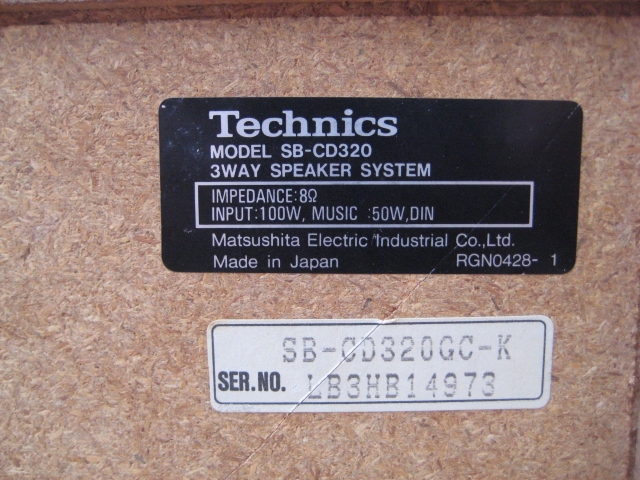 Technics
MODEL SB-CD320
3WAY SPEAKER SYSTEM
IMPEDANCE:8Ω
INPUT:100W, MUSIC :50W,DIN
Matsushita Electric Industrial Co.,Ltd.
Made in Japan RGN0428- 1
SB-CD320GC-K
SER.NO. LB3HB14973